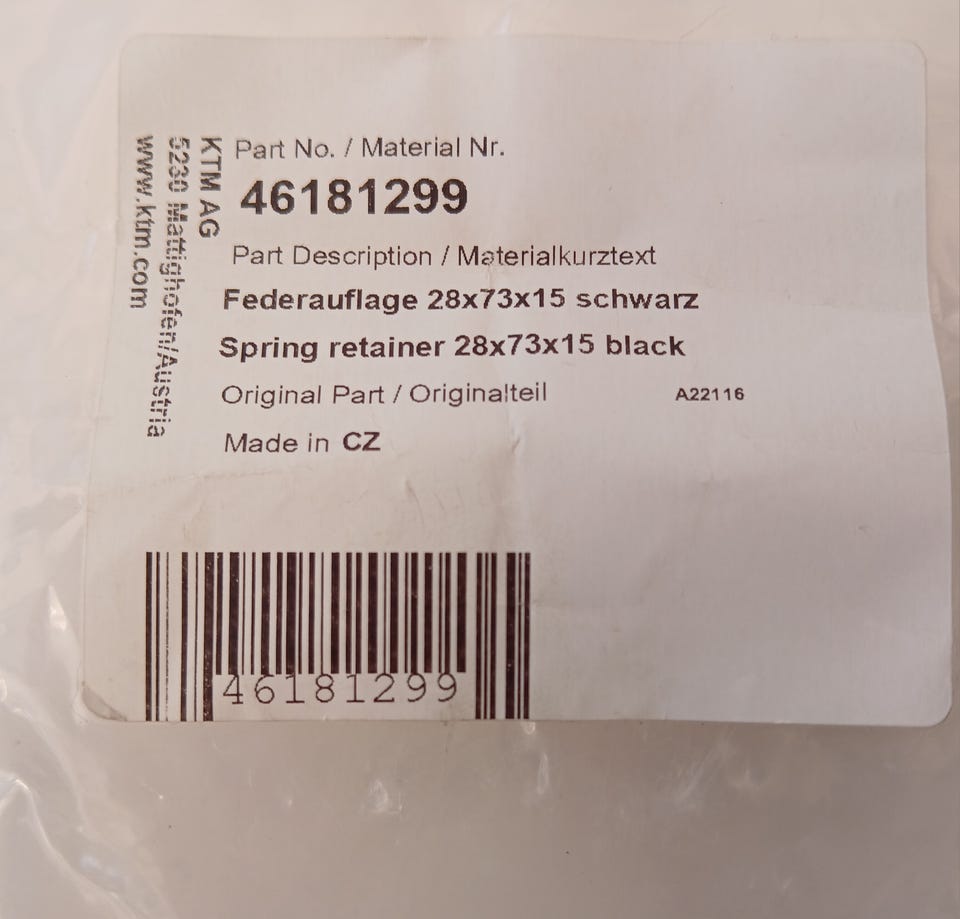 KTM AG
5230 Mattighofen/Austria
www.ktm.com
Part No. / Material Nr.
46181299
Part Description / Materialkurztext
Federauflage 28x73x15 schwarz
Spring retainer 28x73x15 black
Original Part / Originalteil A22116
Made in CZ
46181299